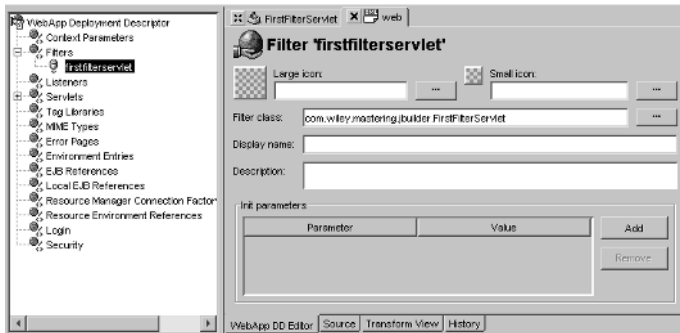 WebApp Deployment Descriptor
Context Parameters
Filters
firstfilterservlet
Listeners
Servlets
Tag Libraries
MIME Types
Error Pages
Environment Entries
EJB References
Local EJB References
Resource Manager Connection Factor
Resource Environment References
Login
Security
FirstFilterServlet
web
Filter 'firstfilterservlet'
Large icon:
...
Small icon:
...
Filter class:
com.wiley.mastering.jbuilder.FirstFilterServlet
...
Display name:
Description:
Init parameters
Parameter
Value
Add
Remove
WebApp DD Editor
Source
Transform View
History